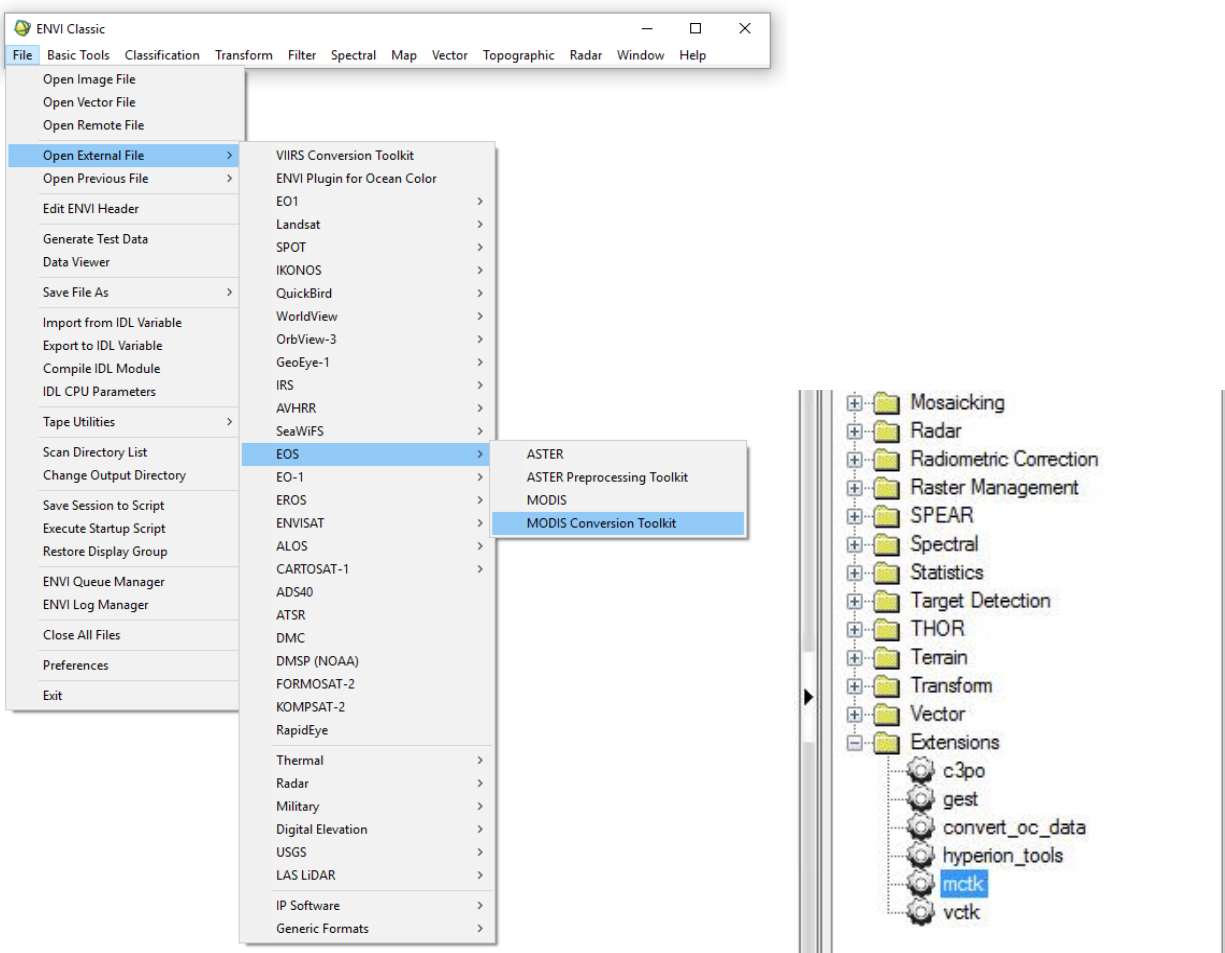 ENVI Classic
File Basic Tools Classification Transform Filter Spectral Map Vector Topographic Radar Window Help
Open Image File
Open Vector File
Open Remote File
Open External File
Open Previous File
Edit ENVI Header
Generate Test Data
Data Viewer
Save File As
Import from IDL Variable
Export to IDL Variable
Compile IDL Module
IDL CPU Parameters
Tape Utilities
Scan Directory List
Change Output Directory
Save Session to Script
Execute Startup Script
Restore Display Group
ENVI Queue Manager
ENVI Log Manager
Close All Files
Preferences
Exit
VIIRS Conversion Toolkit
ENVI Plugin for Ocean Color
EO1
Landsat
SPOT
IKONOS
QuickBird
WorldView
OrbView-3
GeoEye-1
IRS
AVHRR
SeaWiFS
EOS
EO-1
EROS
ENVISAT
ALOS
CARTOSAT-1
ADS40
ATSR
DMC
DMSP (NOAA)
FORMOSAT-2
KOMPSAT-2
RapidEye
Thermal
Radar
Military
Digital Elevation
USGS
LAS LiDAR
IP Software
Generic Formats
ASTER
ASTER Preprocessing Toolkit
MODIS
MODIS Conversion Toolkit
Mosaicking
Radar
Radiometric Correction
Raster Management
SPEAR
Spectral
Statistics
Target Detection
THOR
Terrain
Transform
Vector
Extensions
c3po
gest
convert_oc_data
hyperion_tools
mctk
vctk